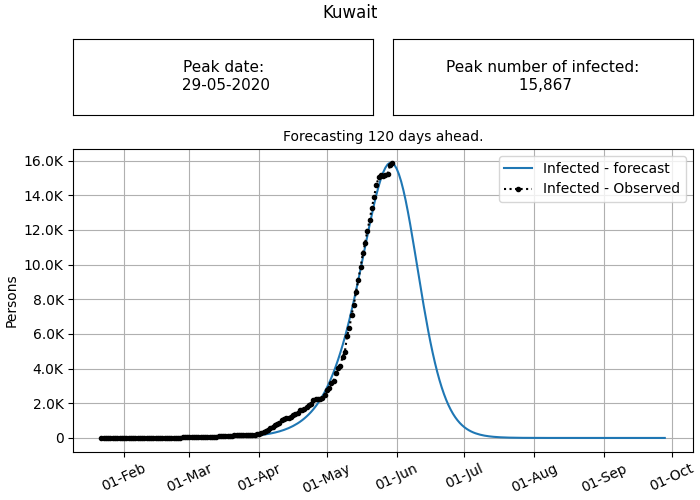 Kuwait
Peak date:
29-05-2020
Peak number of infected:
15,867
Forecasting 120 days ahead.
Infected - forecast
Infected - Observed
Persons
16.0K
14.0K
12.0K
10.0K
8.0K
6.0K
4.0K
2.0K
0
01-Feb
01-Mar
01-Apr
01-May
01-Jun
01-Jul
01-Aug
01-Sep
01-Oct